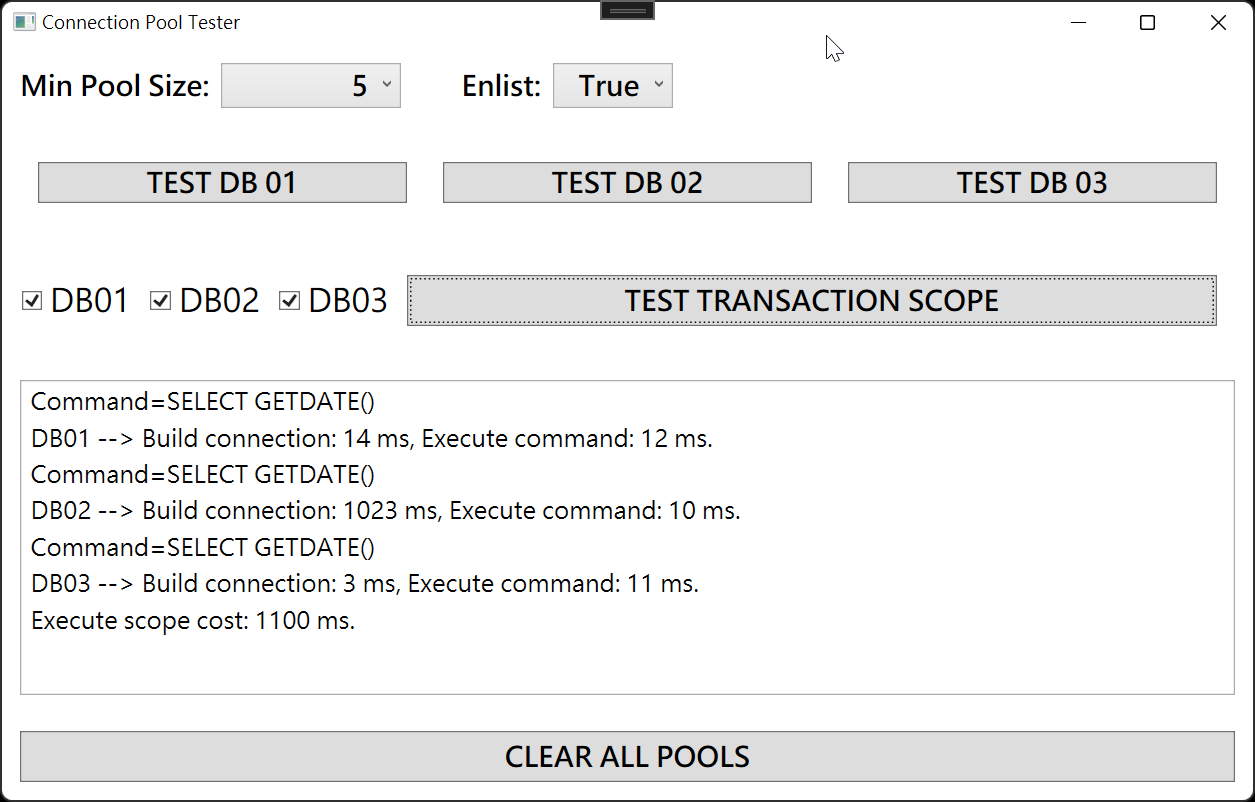 Connection Pool Tester
Min Pool Size: 5 Enlist: True
TEST DB 01 TEST DB 02 TEST DB 03
DB01 DB02 DB03 TEST TRANSACTION SCOPE
Command=SELECT GETDATE()
DB01 --> Build connection: 14 ms, Execute command: 12 ms.
Command=SELECT GETDATE()
DB02 --> Build connection: 1023 ms, Execute command: 10 ms.
Command=SELECT GETDATE()
DB03 --> Build connection: 3 ms, Execute command: 11 ms.
Execute scope cost: 1100 ms.
CLEAR ALL POOLS